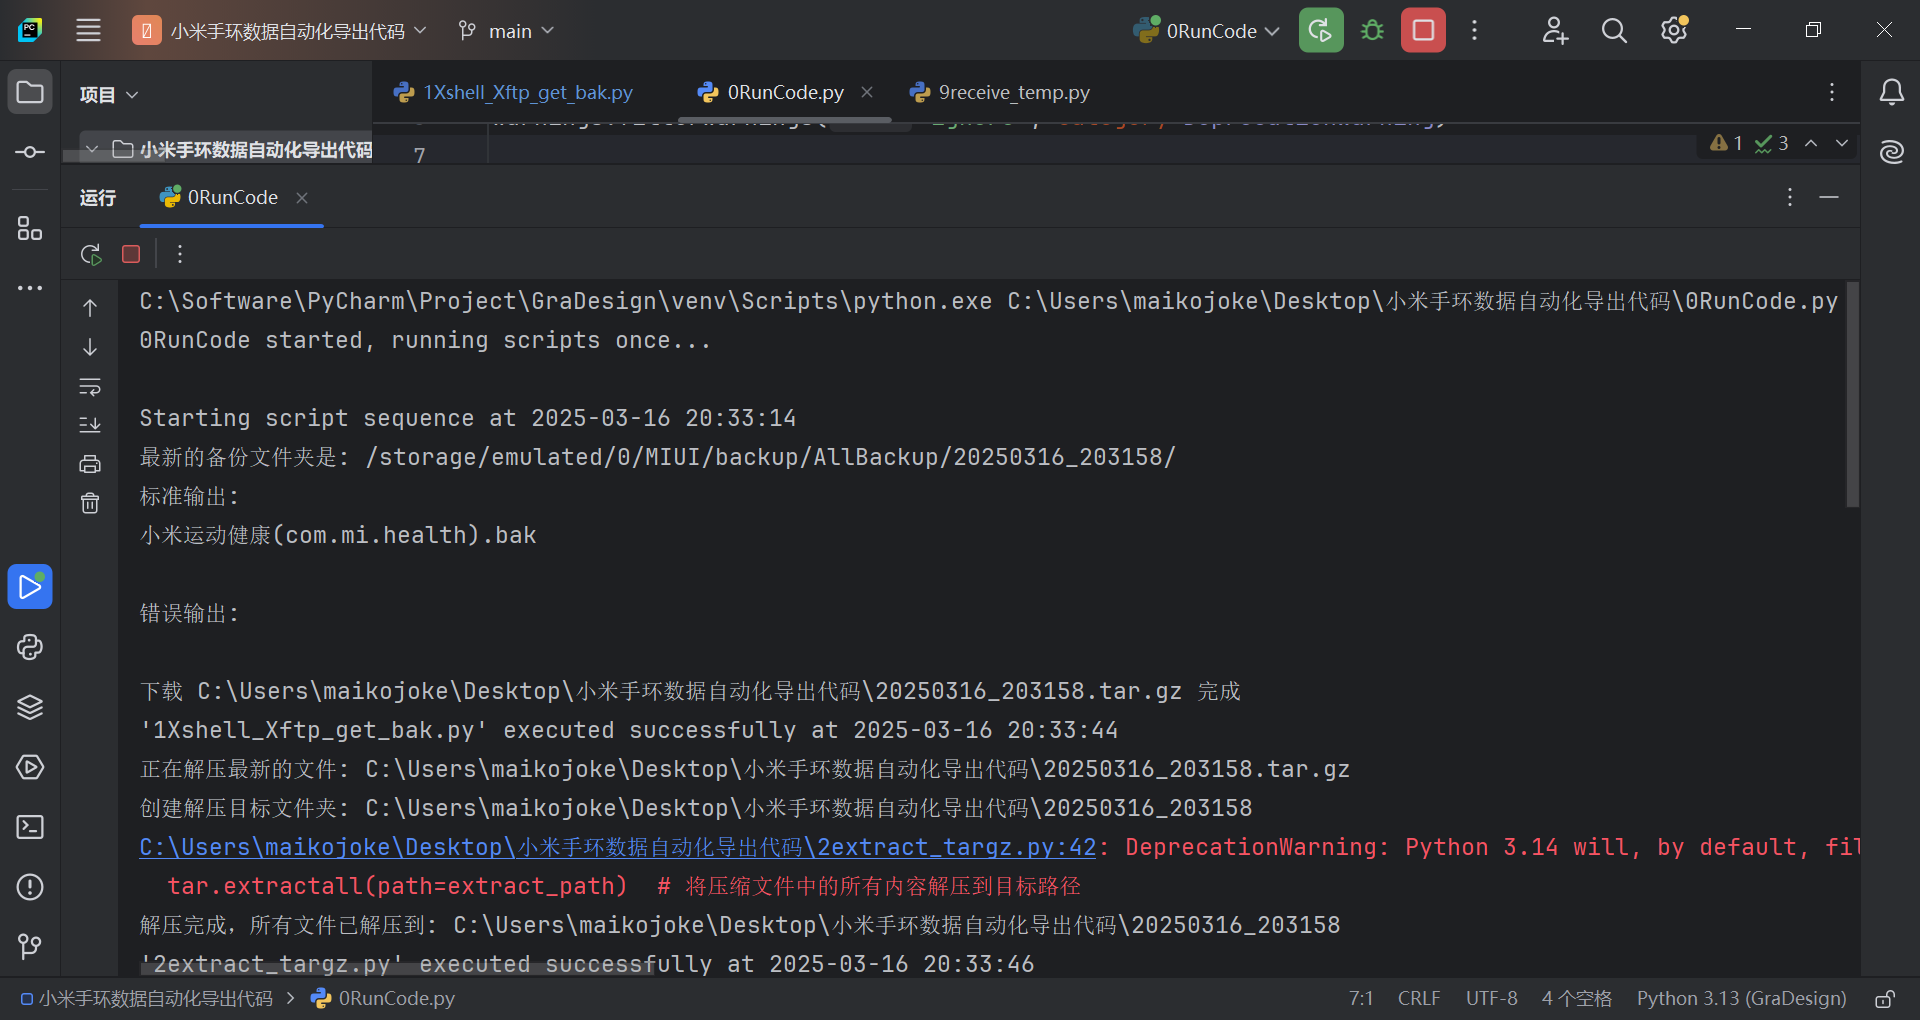 小米手环数据自动化导出代码
main
0RunCode
项目
1Xshell_Xftp_get_bak.py
0RunCode.py
9receive_temp.py
小米手环数据自动化导出代码
7
1
3
运行
0RunCode
C:\Software\PyCharm\Project\GraDesign\venv\Scripts\python.exe C:\Users\maikojoke\Desktop\小米手环数据自动化导出代码\0RunCode.py
0RunCode started, running scripts once...
Starting script sequence at 2025-03-16 20:33:14
最新的备份文件夹是: /storage/emulated/0/MIUI/backup/AllBackup/20250316_203158/
标准输出:
小米运动健康(com.mi.health).bak
错误输出:
下载 C:\Users\maikojoke\Desktop\小米手环数据自动化导出代码\20250316_203158.tar.gz 完成
'1Xshell_Xftp_get_bak.py' executed successfully at 2025-03-16 20:33:44
正在解压最新的文件: C:\Users\maikojoke\Desktop\小米手环数据自动化导出代码\20250316_203158.tar.gz
创建解压目标文件夹: C:\Users\maikojoke\Desktop\小米手环数据自动化导出代码\20250316_203158
C:\Users\maikojoke\Desktop\小米手环数据自动化导出代码\2extract_targz.py:42: DeprecationWarning: Python 3.14 will, by default, fil
tar.extractall(path=extract_path)  # 将压缩文件中的所有内容解压到目标路径
解压完成，所有文件已解压到: C:\Users\maikojoke\Desktop\小米手环数据自动化导出代码\20250316_203158
'2extract_targz.py' executed successfully at 2025-03-16 20:33:46
小米手环数据自动化导出代码 > 0RunCode.py
7:1 CRLF UTF-8 4 个空格 Python 3.13 (GraDesign)